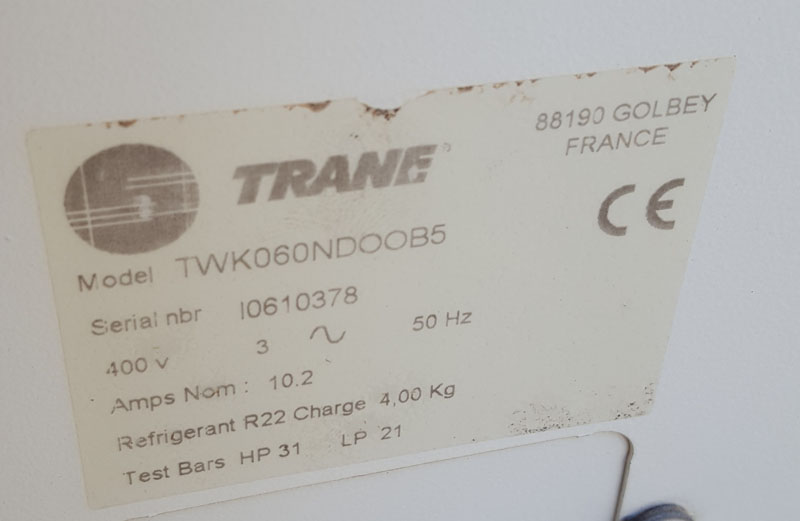 TRANE
88190 GOLBEY
FRANCE
CE
Model TWK060NDOOB5
Serial nbr I0610378
400 v 3 ~ 50 Hz
Amps Nom : 10.2
Refrigerant R22 Charge 4,00 Kg
Test Bars HP 31 LP 21